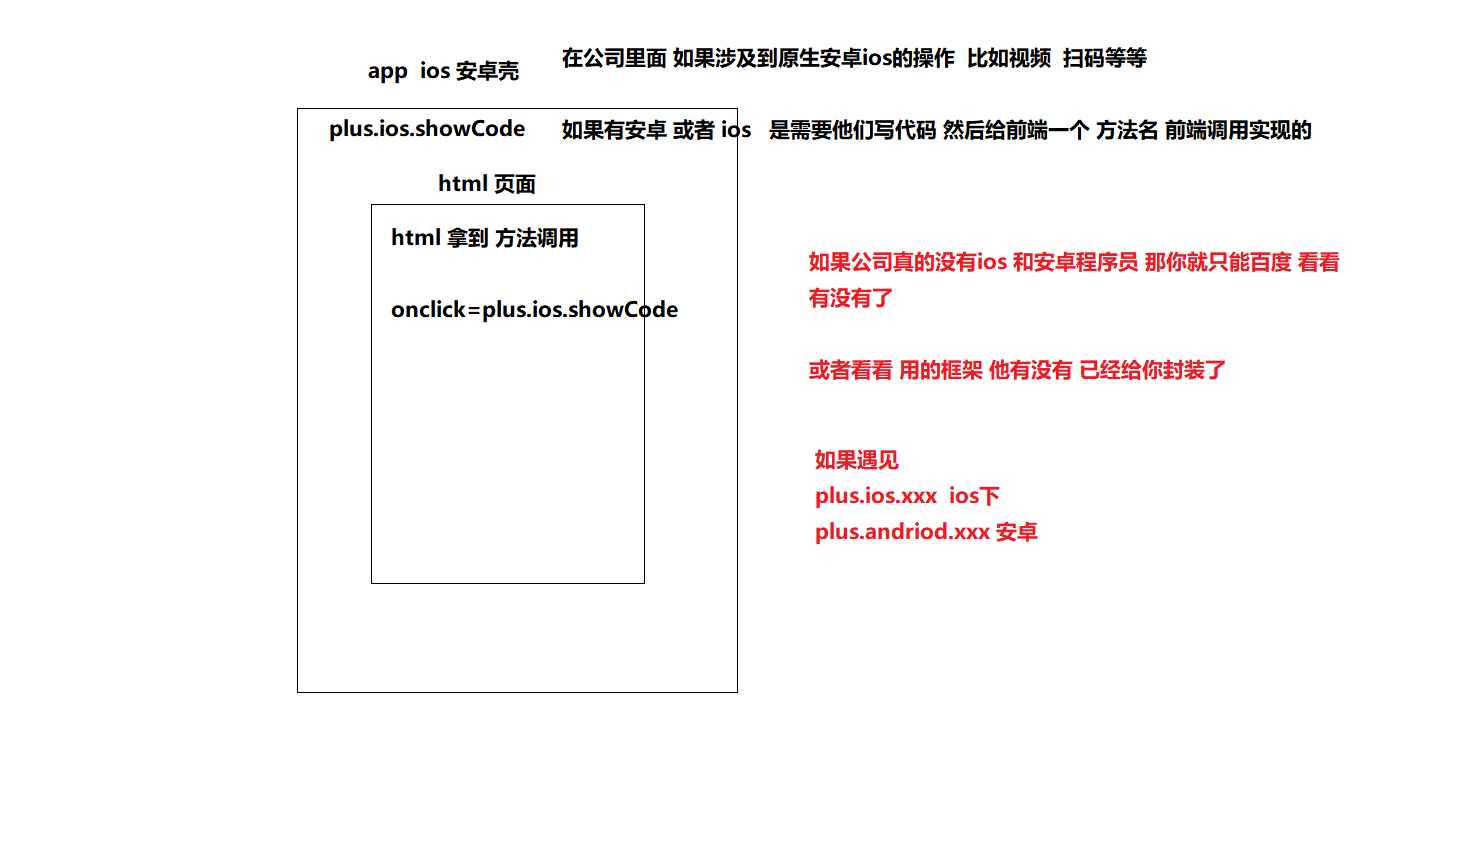 app  ios 安卓壳
在公司里面 如果涉及到原生安卓ios的操作  比如视频  扫码等等
plus.ios.showCode
如果有安卓 或者 ios   是需要他们写代码 然后给前端一个 方法名 前端调用实现的
html 页面
html 拿到 方法调用
onclick=plus.ios.showCode
如果公司真的没有ios 和安卓程序员 那你就只能百度 看看
有没有了
或者看看 用的框架 他有没有 已经给你封装了
如果遇见
plus.ios.xxx  ios下
plus.andriod.xxx 安卓